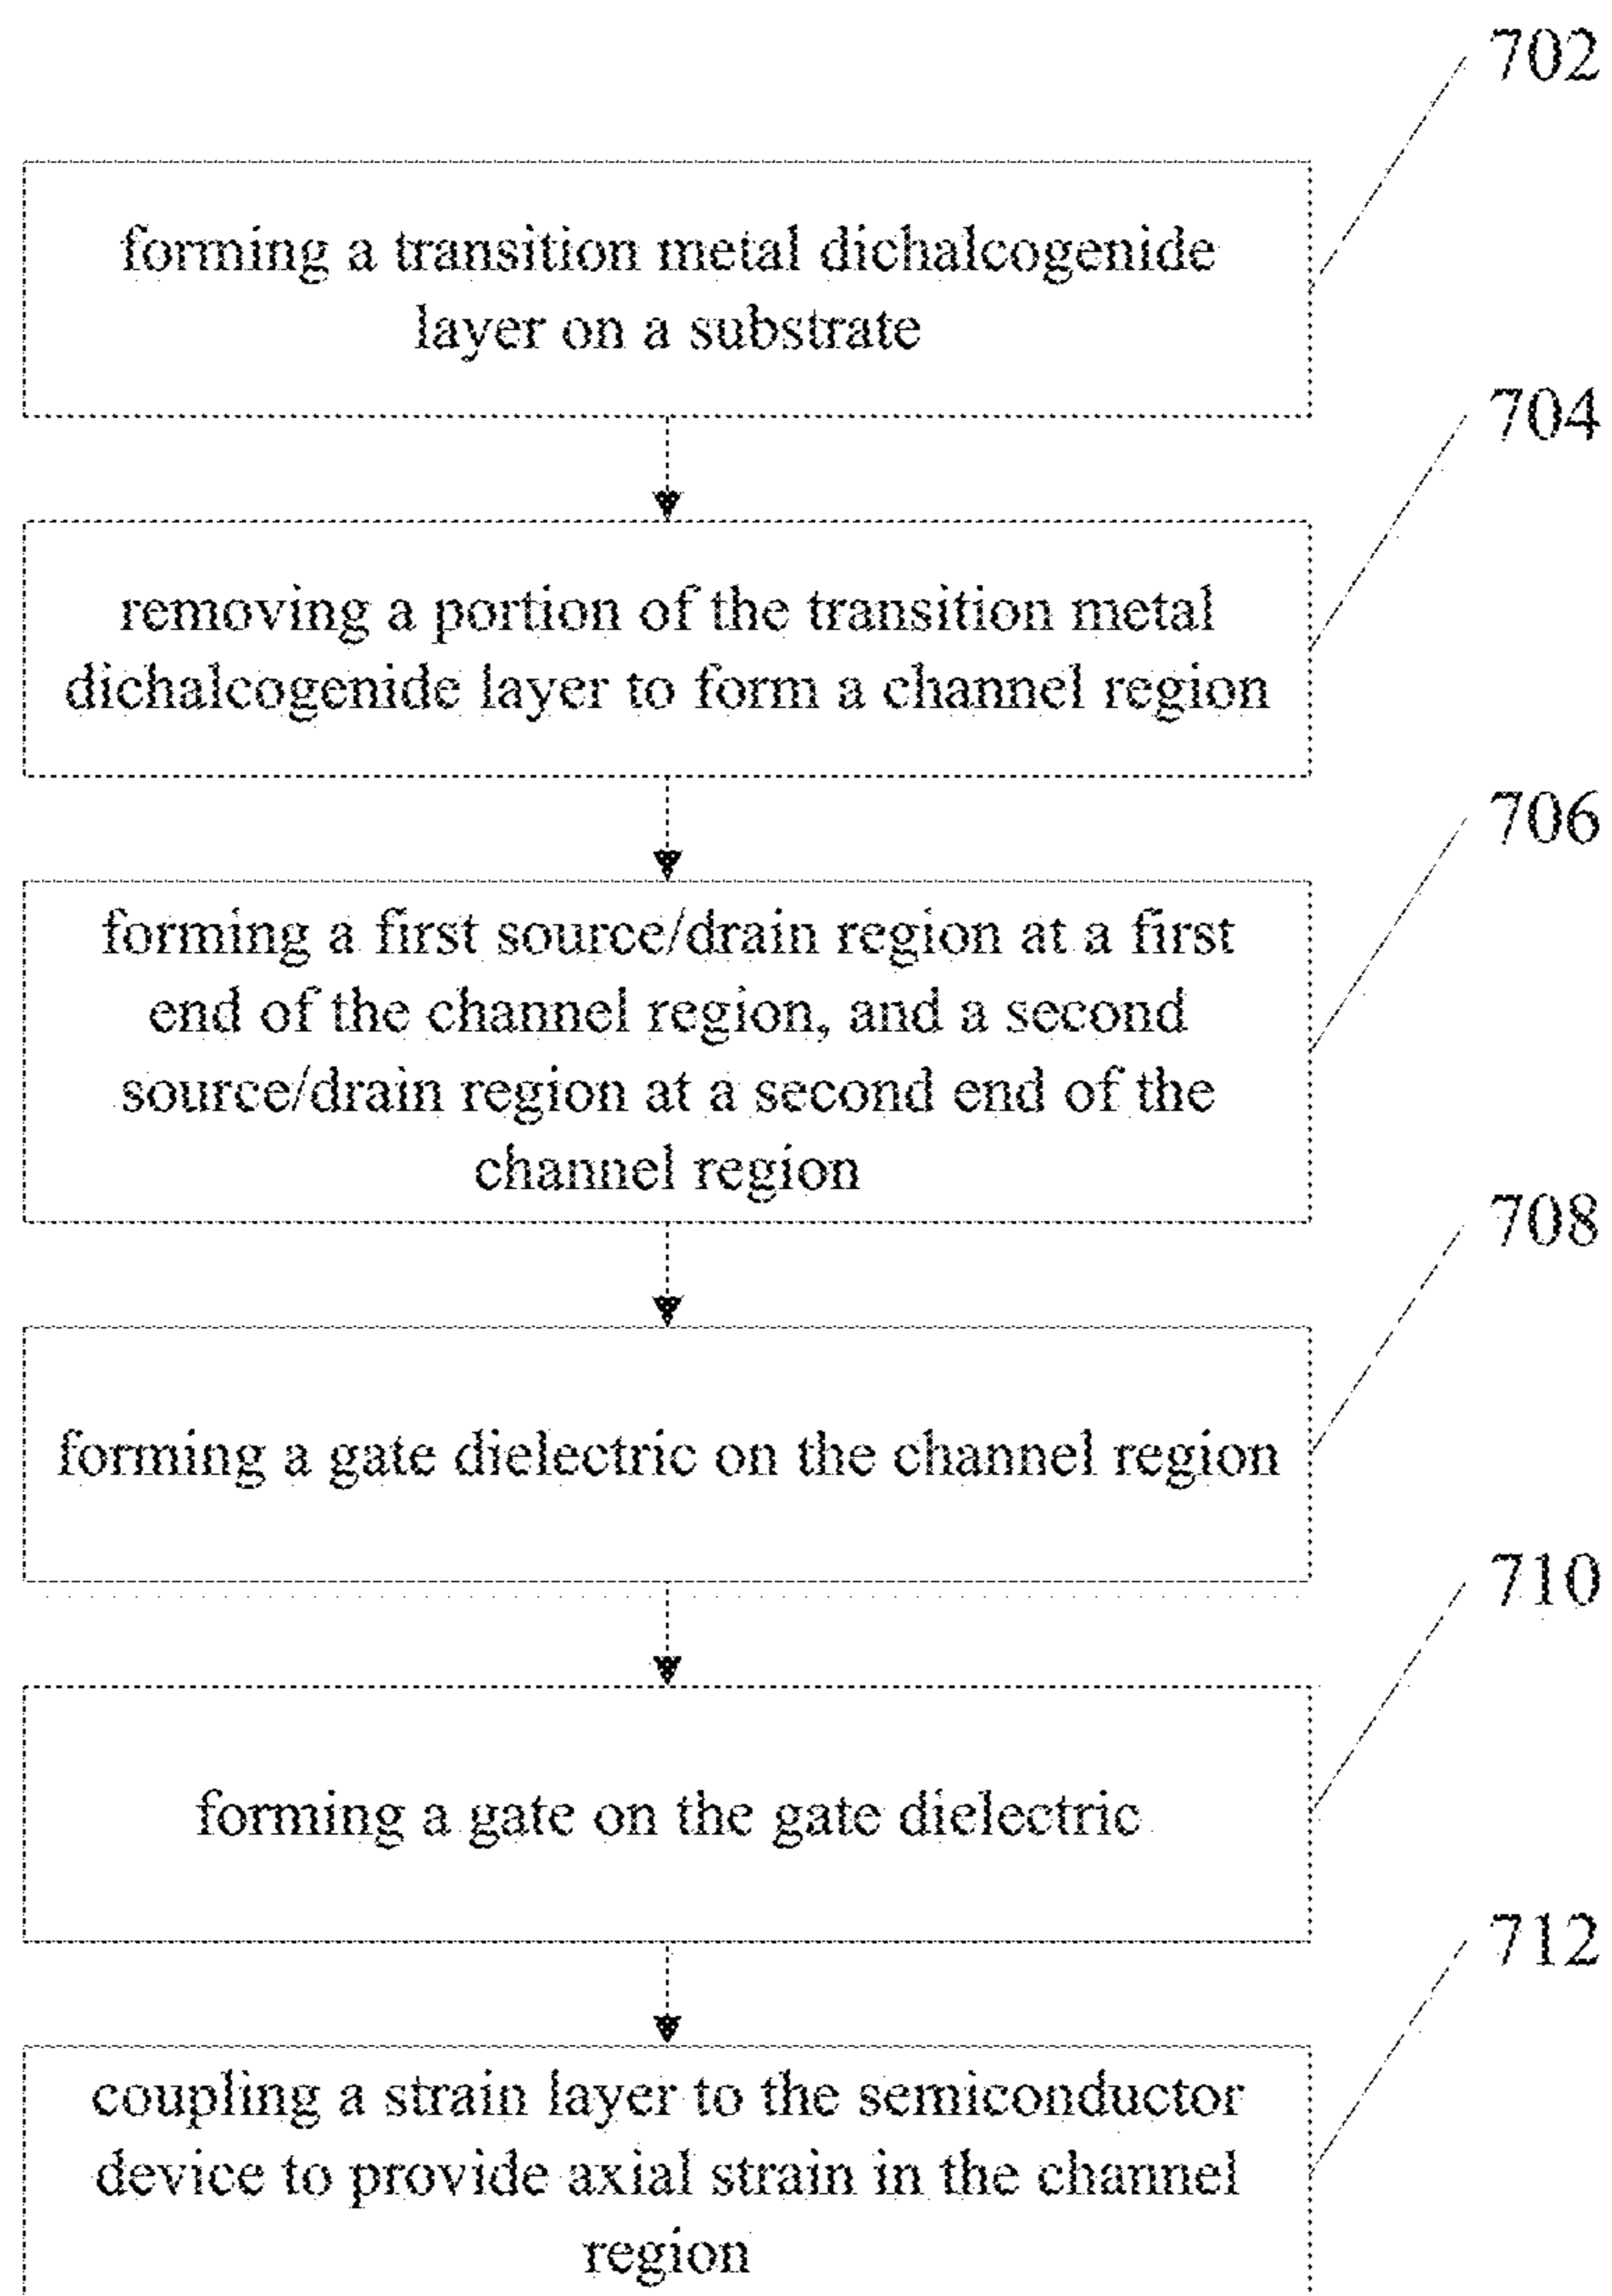 702
forming a transition metal dichalcogenide
layer on a substrate
704
removing a portion of the transition metal
dichalcogenide layer to form a channel region
706
forming a first source/drain region at a first
end of the channel region, and a second
source/drain region at a second end of the
channel region
708
forming a gate dielectric on the channel region
710
forming a gate on the gate dielectric
712
coupling a strain layer to the semiconductor
device to provide axial strain in the channel
region